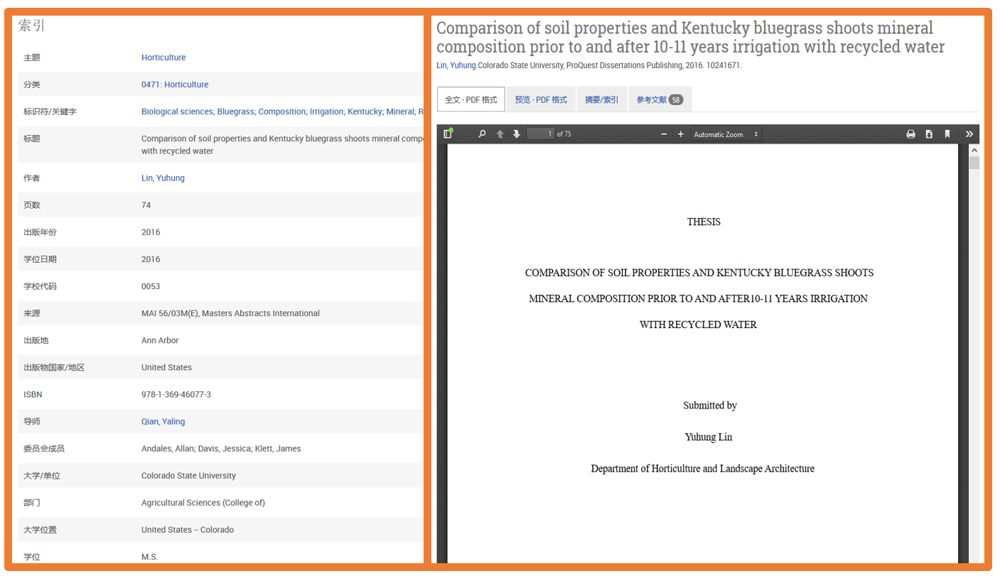 索引
主题 Horticulture
分类 0471: Horticulture
标识符/关键字 Biological sciences; Bluegrass; Composition; Irrigation; Kentucky; Mineral; R
标题 Comparison of soil properties and Kentucky bluegrass shoots mineral comp
with recycled water
作者 Lin, Yuhung
页数 74
出版年份 2016
学位日期 2016
学校代码 0053
来源 MAI 56/03M(E), Masters Abstracts International
出版地 Ann Arbor
出版物国家/地区 United States
ISBN 978-1-369-46077-3
导师 Qian, Yaling
委员会成员 Andales, Allan; Davis, Jessica; Klett, James
大学/单位 Colorado State University
部门 Agricultural Sciences (College of)
大学位置 United States -- Colorado
学位 M.S.
Comparison of soil properties and Kentucky bluegrass shoots mineral
composition prior to and after 10-11 years irrigation with recycled water
Lin, Yuhung.Colorado State University, ProQuest Dissertations Publishing, 2016. 10241671.
全文 - PDF 格式 预览 - PDF 格式 摘要/索引 参考文献 58
1 of 75 Automatic Zoom
THESIS
COMPARISON OF SOIL PROPERTIES AND KENTUCKY BLUEGRASS SHOOTS
MINERAL COMPOSITION PRIOR TO AND AFTER10-11 YEARS IRRIGATION
WITH RECYCLED WATER
Submitted by
Yuhung Lin
Department of Horticulture and Landscape Architecture